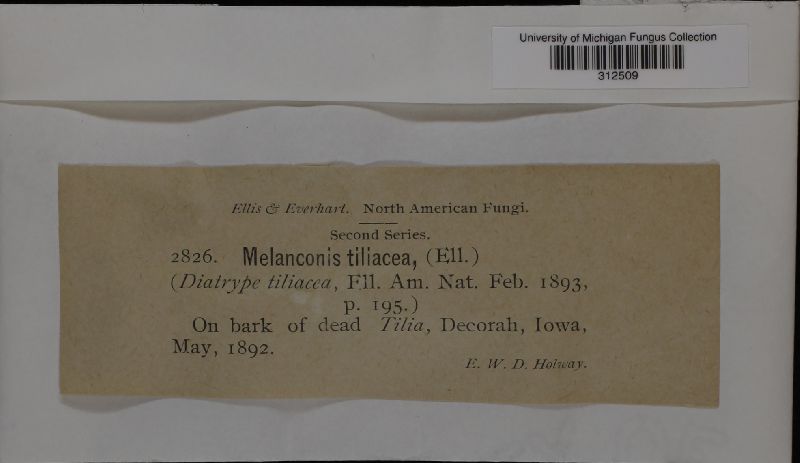 University of Michigan Fungus Collection
312509
Ellis & Everhart. North American Fungi.
Second Series.
2826. Melanconis tiliacea, (Ell.)
(Diatrype tiliacea, Ell. Am. Nat. Feb. 1893,
p. 195.)
On bark of dead Tilia, Decorah, Iowa,
May, 1892.
E. W. D. Holway.